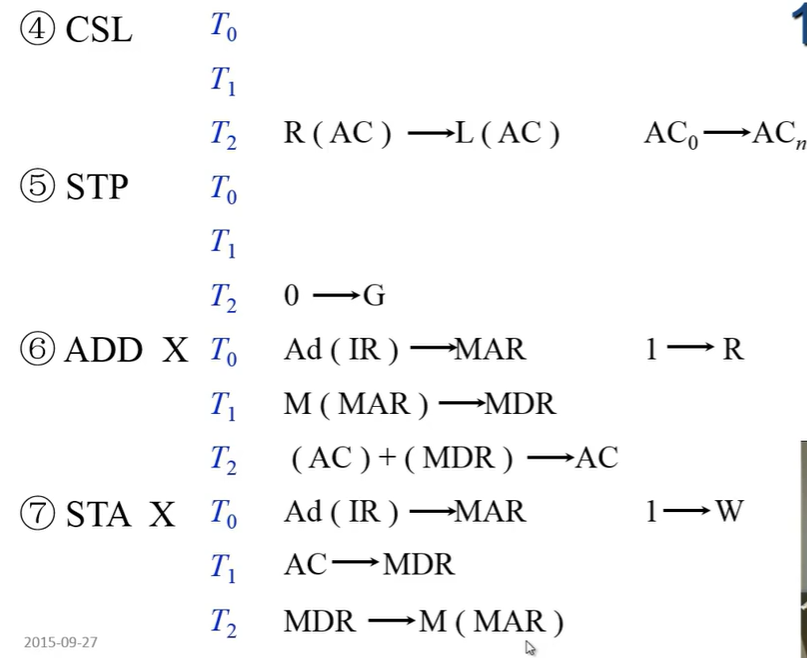 ④ CSL T₀
T₁
T₂ R ( AC ) ⟶ L ( AC ) AC₀ ⟶ ACₙ
⑤ STP T₀
T₁
T₂ 0 ⟶ G
⑥ ADD X T₀ Ad ( IR ) ⟶ MAR 1 ⟶ R
T₁ M ( MAR ) ⟶ MDR
T₂ ( AC ) + ( MDR ) ⟶ AC
⑦ STA X T₀ Ad ( IR ) ⟶ MAR 1 ⟶ W
T₁ AC ⟶ MDR
T₂ MDR ⟶ M ( MAR )
2015-09-27